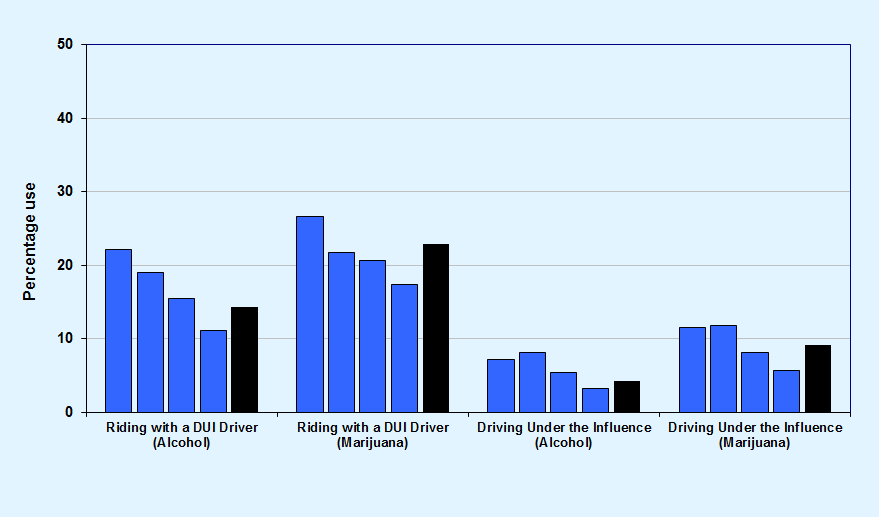 50
40
30
20
10
0
Percentage use
Riding with a DUI Driver
(Alcohol)
Riding with a DUI Driver
(Marijuana)
Driving Under the Influence
(Alcohol)
Driving Under the Influence
(Marijuana)